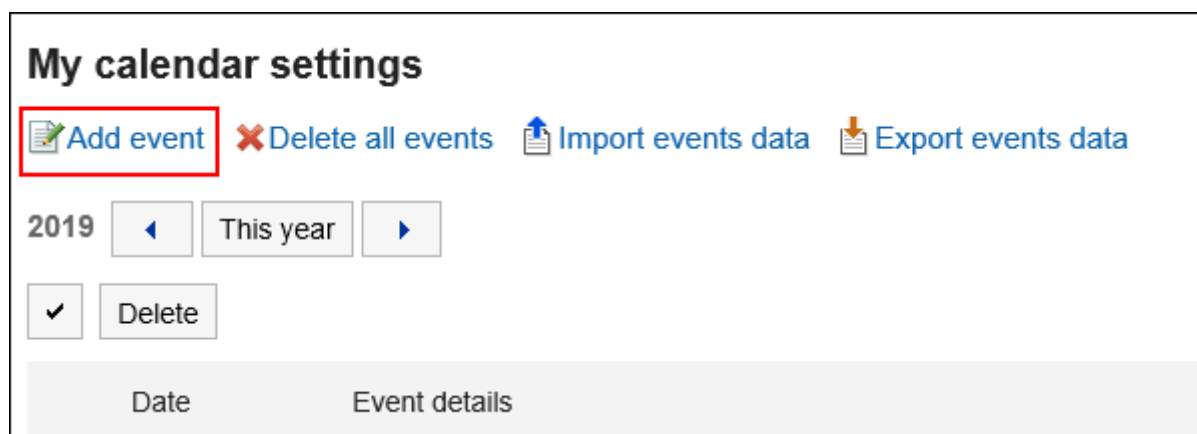 My calendar settings
Add event Delete all events Import events data Export events data
2019 This year
Delete
Date Event details